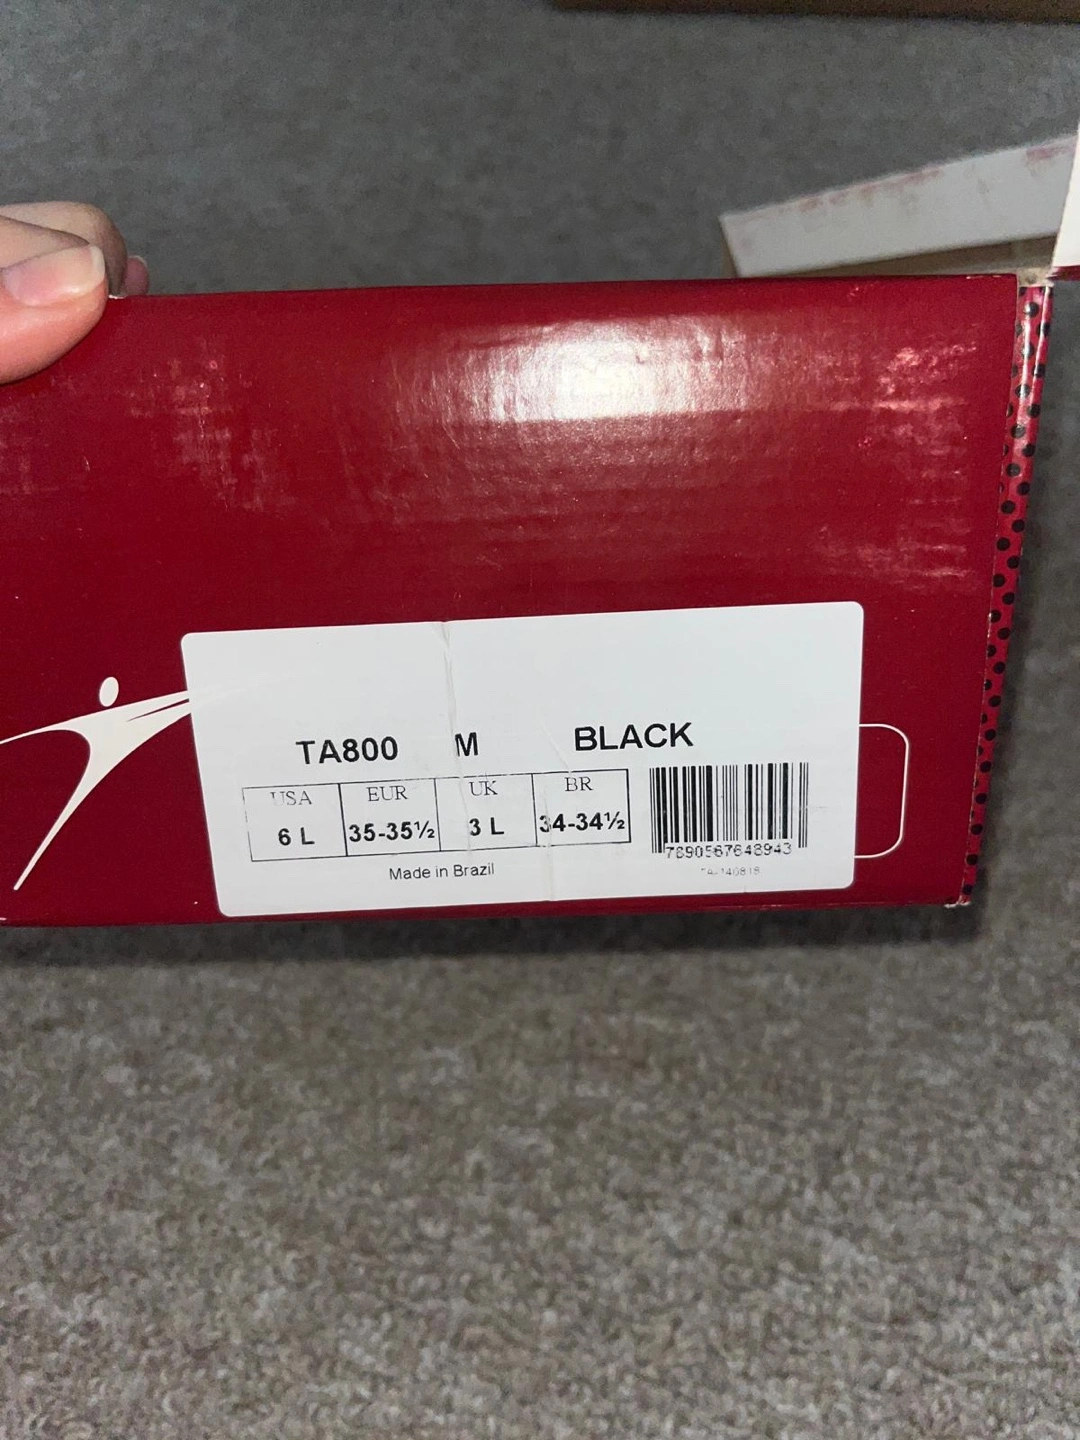 TA800 M BLACK
USA EUR UK BR
6 L 35-35½ 3 L 34-34½
7890567648943
Made in Brazil